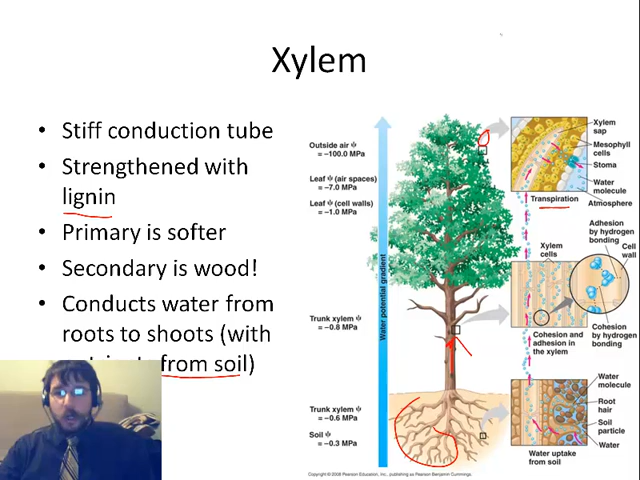 Xylem
• Stiff conduction tube
• Strengthened with
lignin
• Primary is softer
• Secondary is wood!
• Conducts water from
roots to shoots (with
from soil)
Outside air Ψ
= –100.0 MPa
Leaf Ψ (air spaces)
= –7.0 MPa
Leaf Ψ (cell walls)
= –1.0 MPa
Trunk xylem Ψ
= –0.8 MPa
Trunk xylem Ψ
= –0.6 MPa
Soil Ψ
= –0.3 MPa
Water potential gradient
Xylem
sap
Mesophyll
cells
Stoma
Water
molecule
Atmosphere
Transpiration
Adhesion
by hydrogen
bonding
Xylem
cells
Cell
wall
Cohesion and
adhesion in
the xylem
Cohesion
by hydrogen
bonding
Water
molecule
Root
hair
Soil
particle
Water
Water uptake
from soil
Copyright © 2008 Pearson Education, Inc., publishing as Pearson Benjamin Cummings.